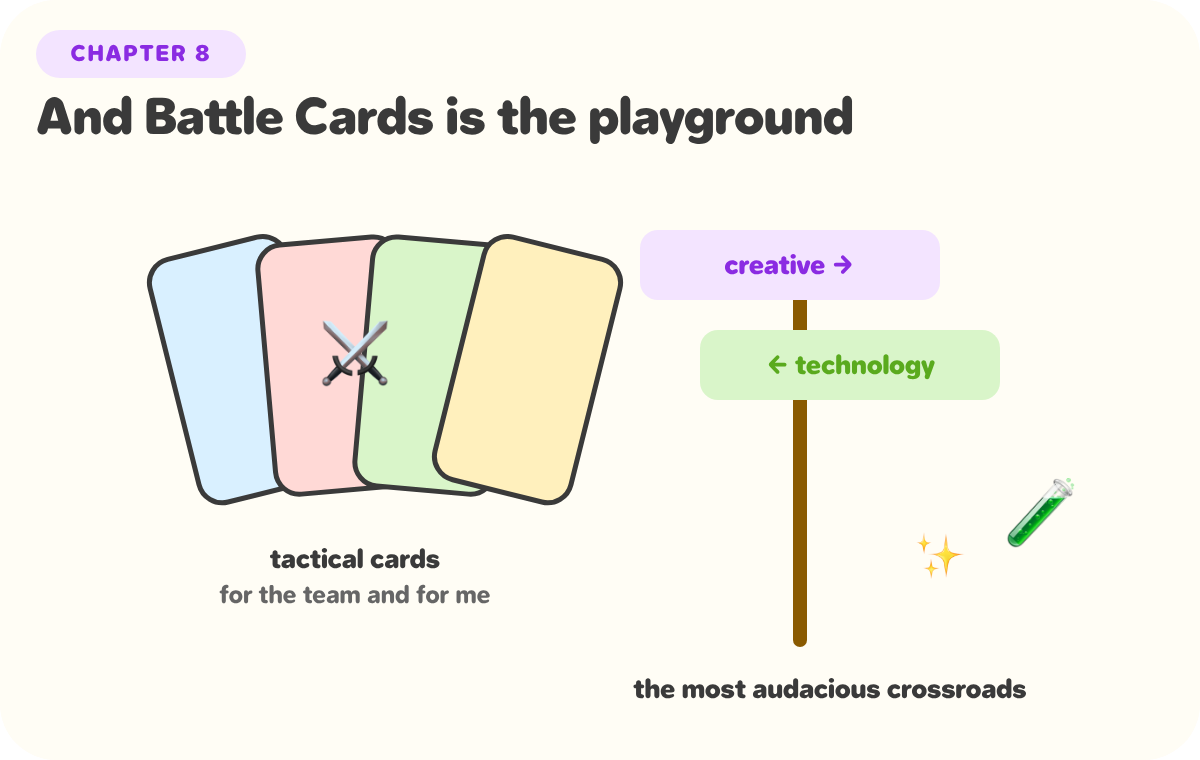 CHAPTER 8
And Battle Cards is the playground
creative →
← technology
tactical cards
for the team and for me
the most audacious crossroads